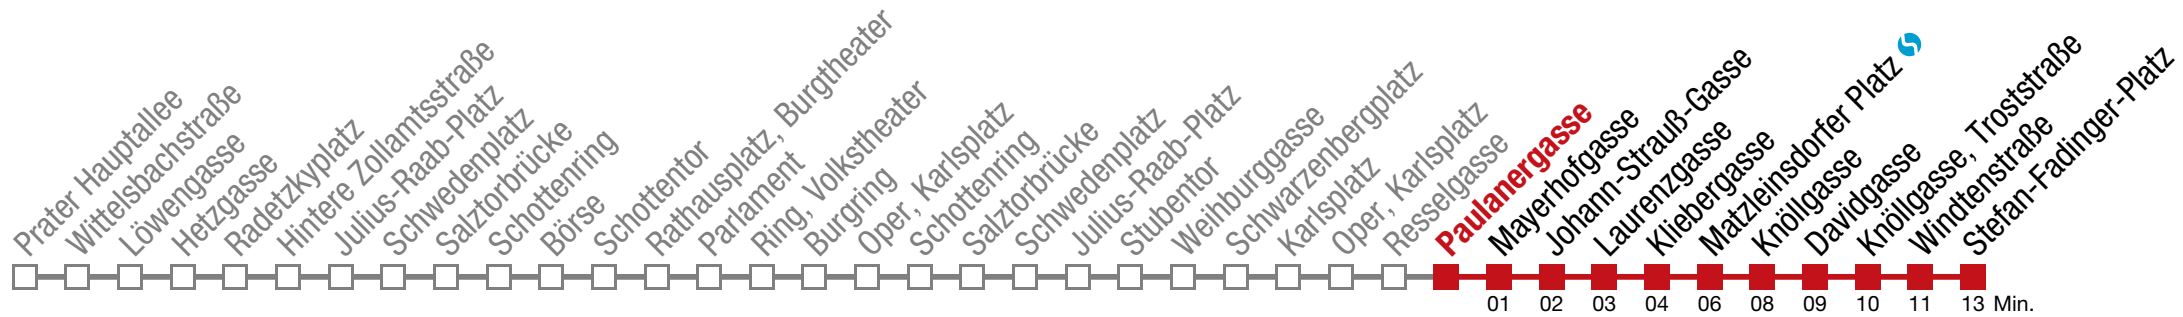 Prater Hauptallee
Wittelsbachstraße
Löwengasse
Hetzgasse
Radetzkyplatz
Hintere Zollamtsstraße
Julius-Raab-Platz
Schwedenplatz
Salztorbrücke
Schottenring
Börse
Schottentor
Rathausplatz, Burgtheater
Parlament
Ring, Volkstheater
Burgring
Oper, Karlsplatz
Schottenring
Salztorbrücke
Schwedenplatz
Julius-Raab-Platz
Stubentor
Weihburggasse
Schwarzenbergplatz
Karlsplatz
Oper, Karlsplatz
Resselgasse
Paulanergasse
Mayerhofgasse
Johann-Strauß-Gasse
Laurenzgasse
Kliebergasse
Matzleinsdorfer Platz
Knöllgasse
Davidgasse
Knöllgasse, Troststraße
Windtenstraße
Stefan-Fadinger-Platz
01 02 03 04 06 08 09 10 11 13 Min.